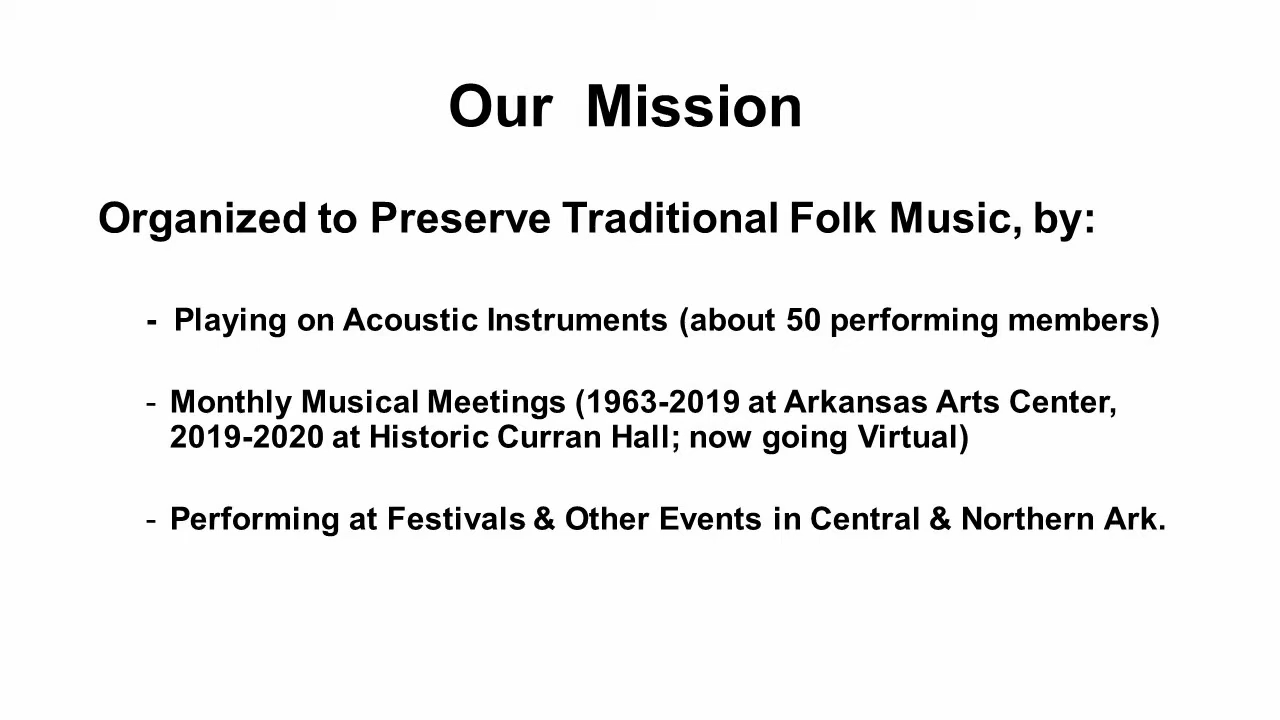 Our Mission
Organized to Preserve Traditional Folk Music, by:
- Playing on Acoustic Instruments (about 50 performing members)
- Monthly Musical Meetings (1963-2019 at Arkansas Arts Center,
2019-2020 at Historic Curran Hall; now going Virtual)
- Performing at Festivals & Other Events in Central & Northern Ark.